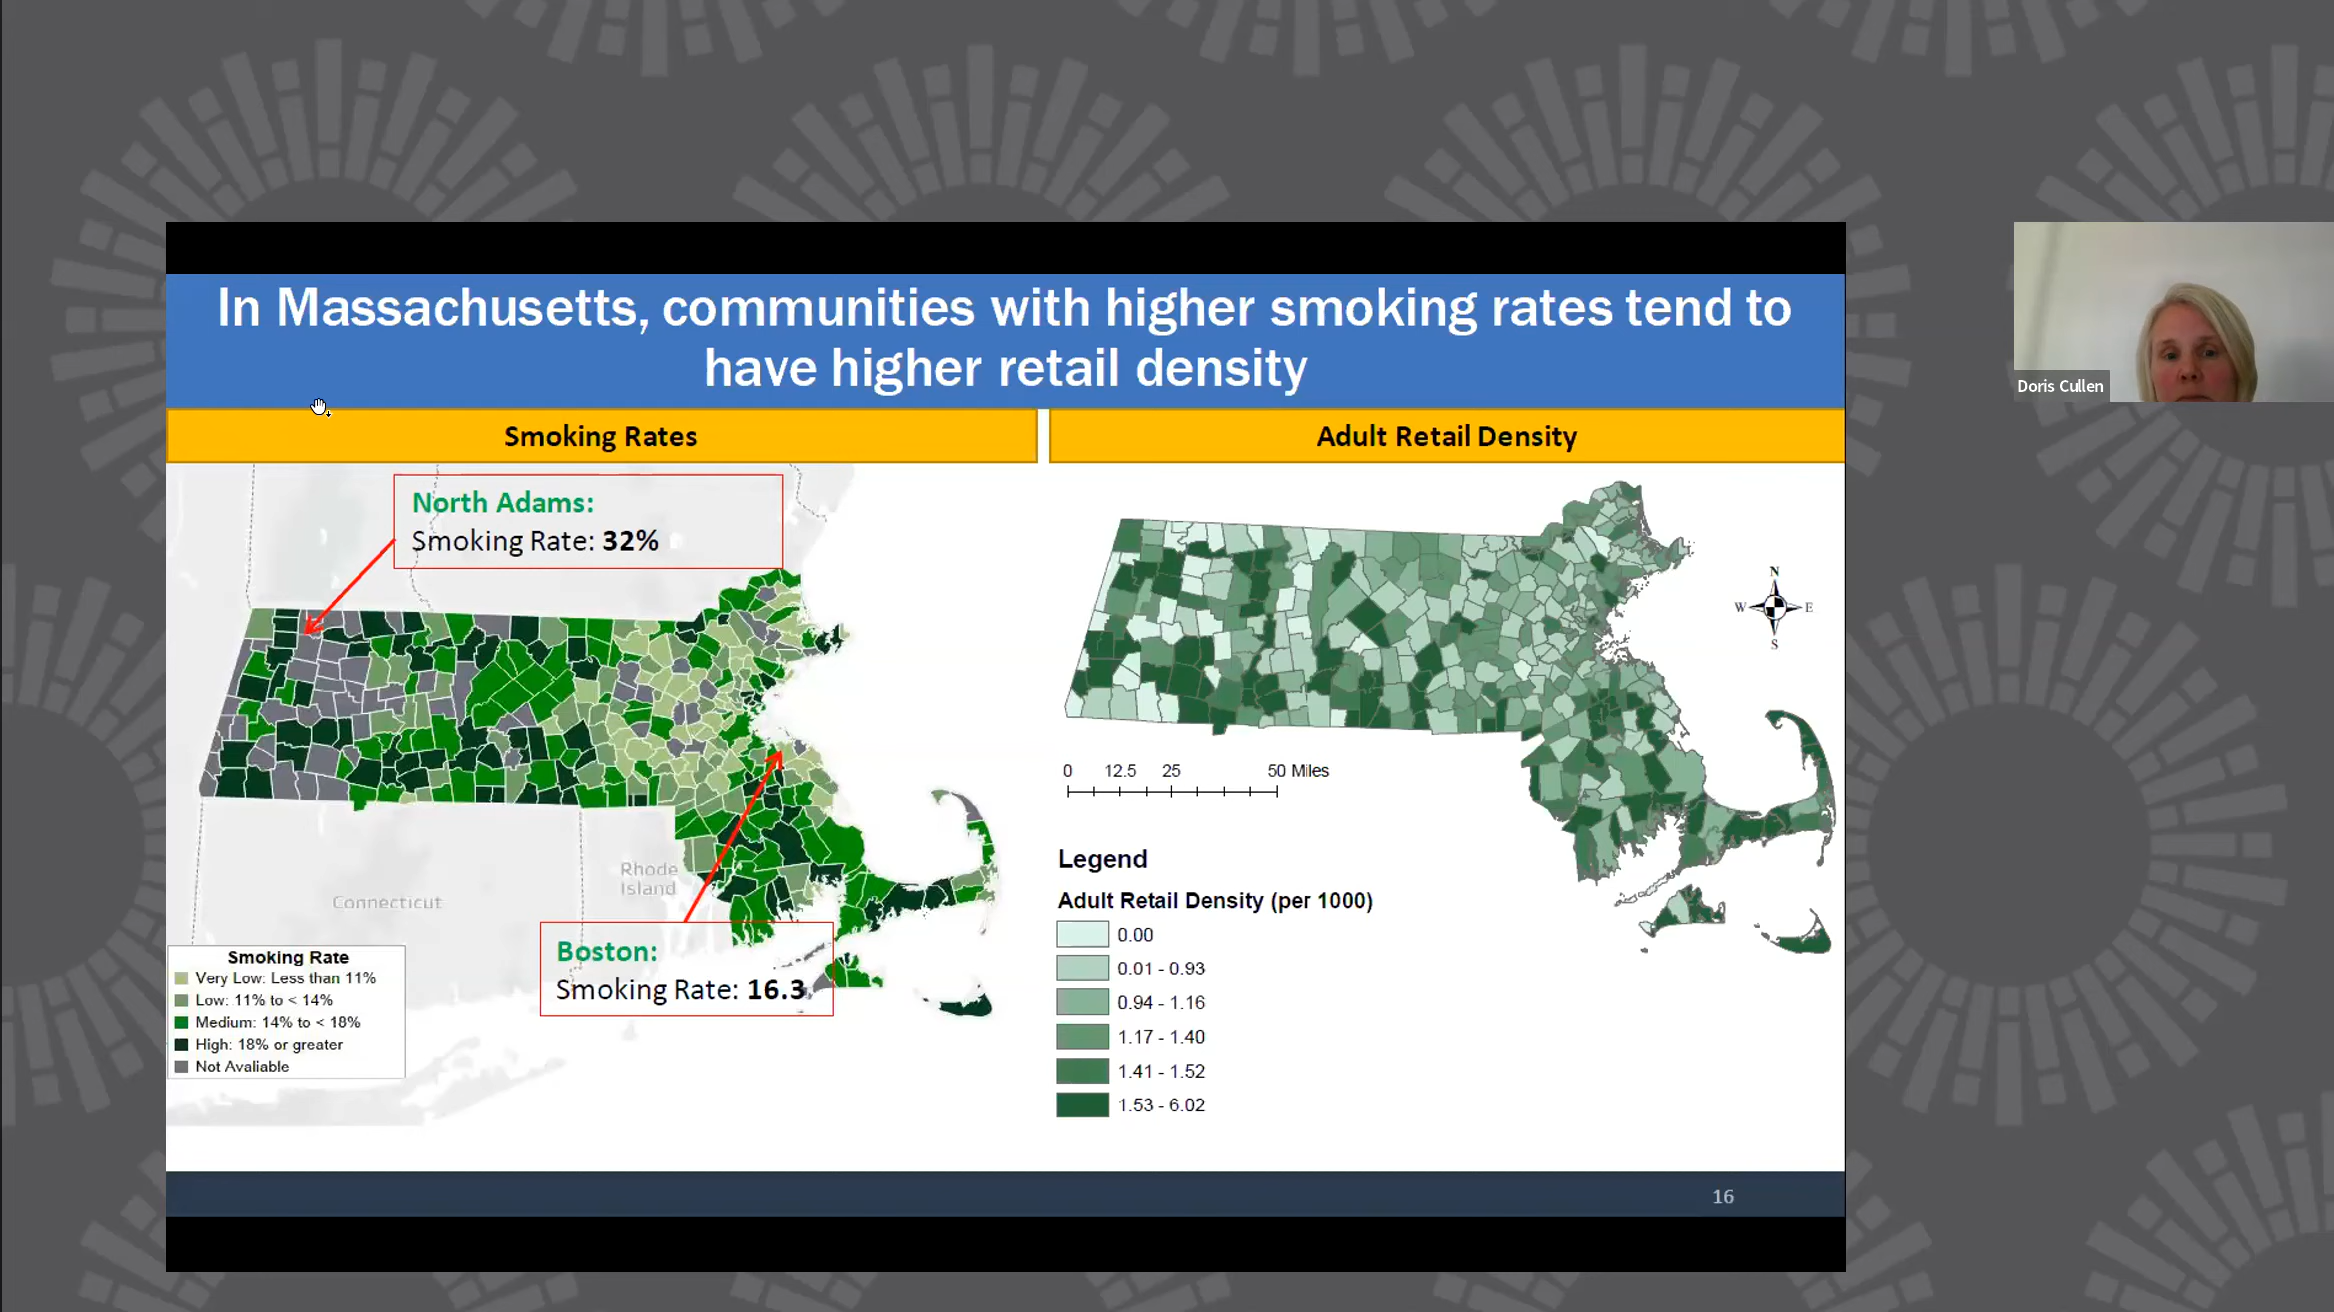 In Massachusetts, communities with higher smoking rates tend to
have higher retail density
Smoking Rates
Adult Retail Density
North Adams:
Smoking Rate: 32%
Boston:
Smoking Rate: 16.3
Rhode
Island
Connecticut
Smoking Rate
Very Low: Less than 11%
Low: 11% to < 14%
Medium: 14% to < 18%
High: 18% or greater
Not Avaliable
N
W
E
S
0 12.5 25 50 Miles
Legend
Adult Retail Density (per 1000)
0.00
0.01 - 0.93
0.94 - 1.16
1.17 - 1.40
1.41 - 1.52
1.53 - 6.02
16
Doris Cullen